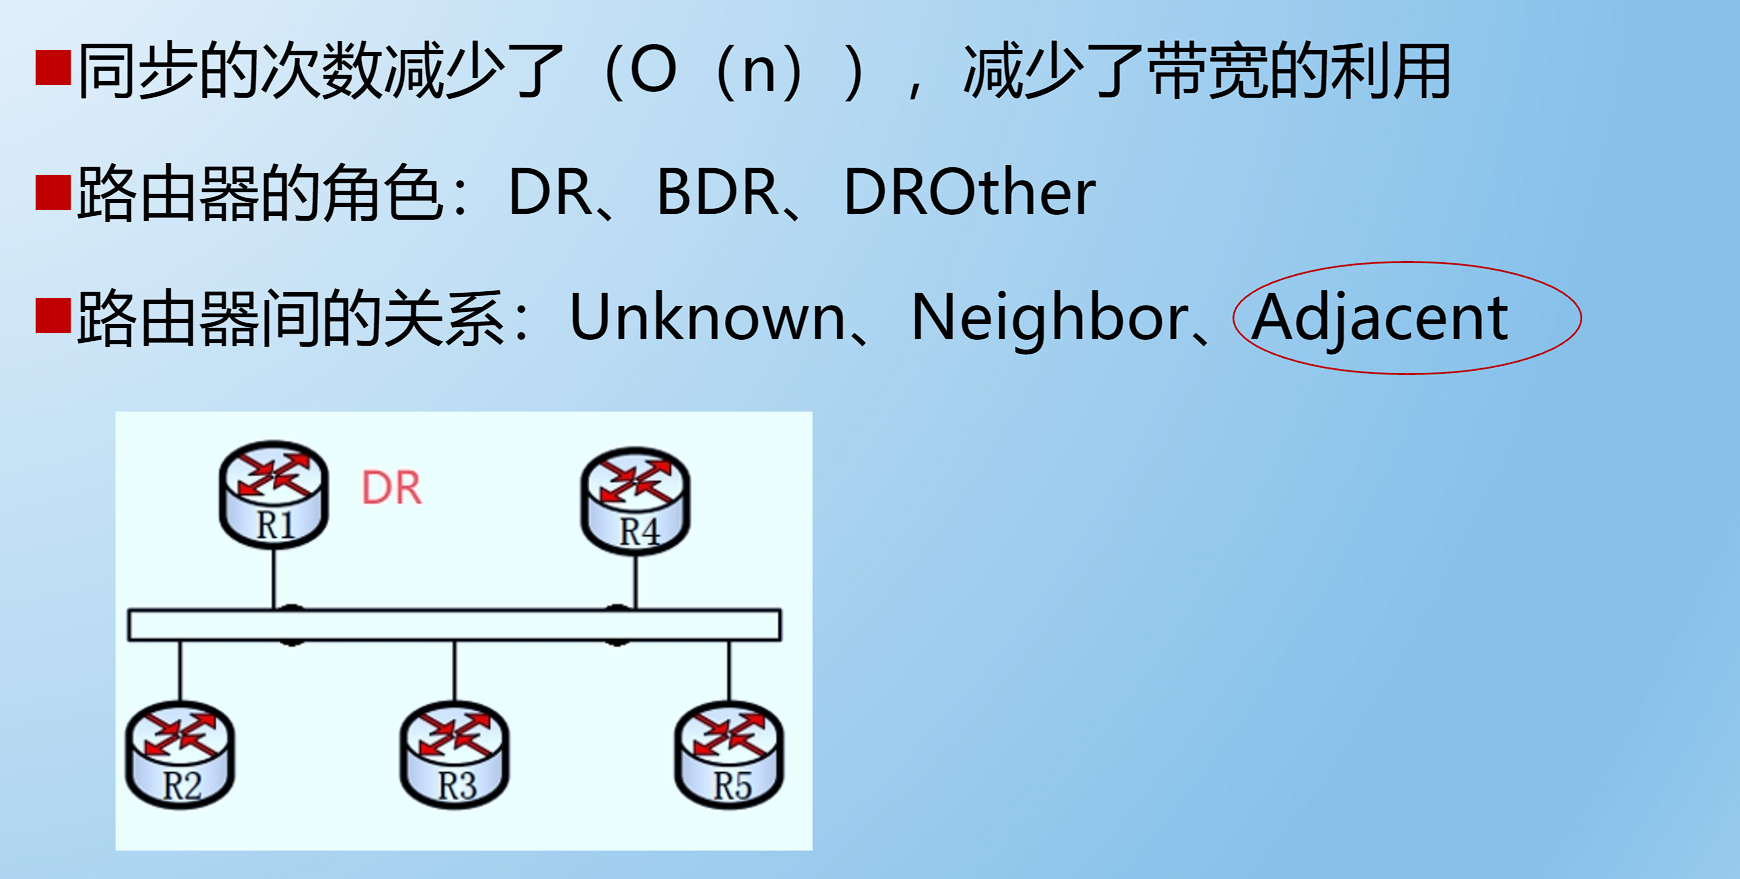 同步的次数减少了（O（n）），减少了带宽的利用
路由器的角色：DR、BDR、DROther
路由器间的关系：Unknown、Neighbor、Adjacent
R1
DR
R4
R2
R3
R5